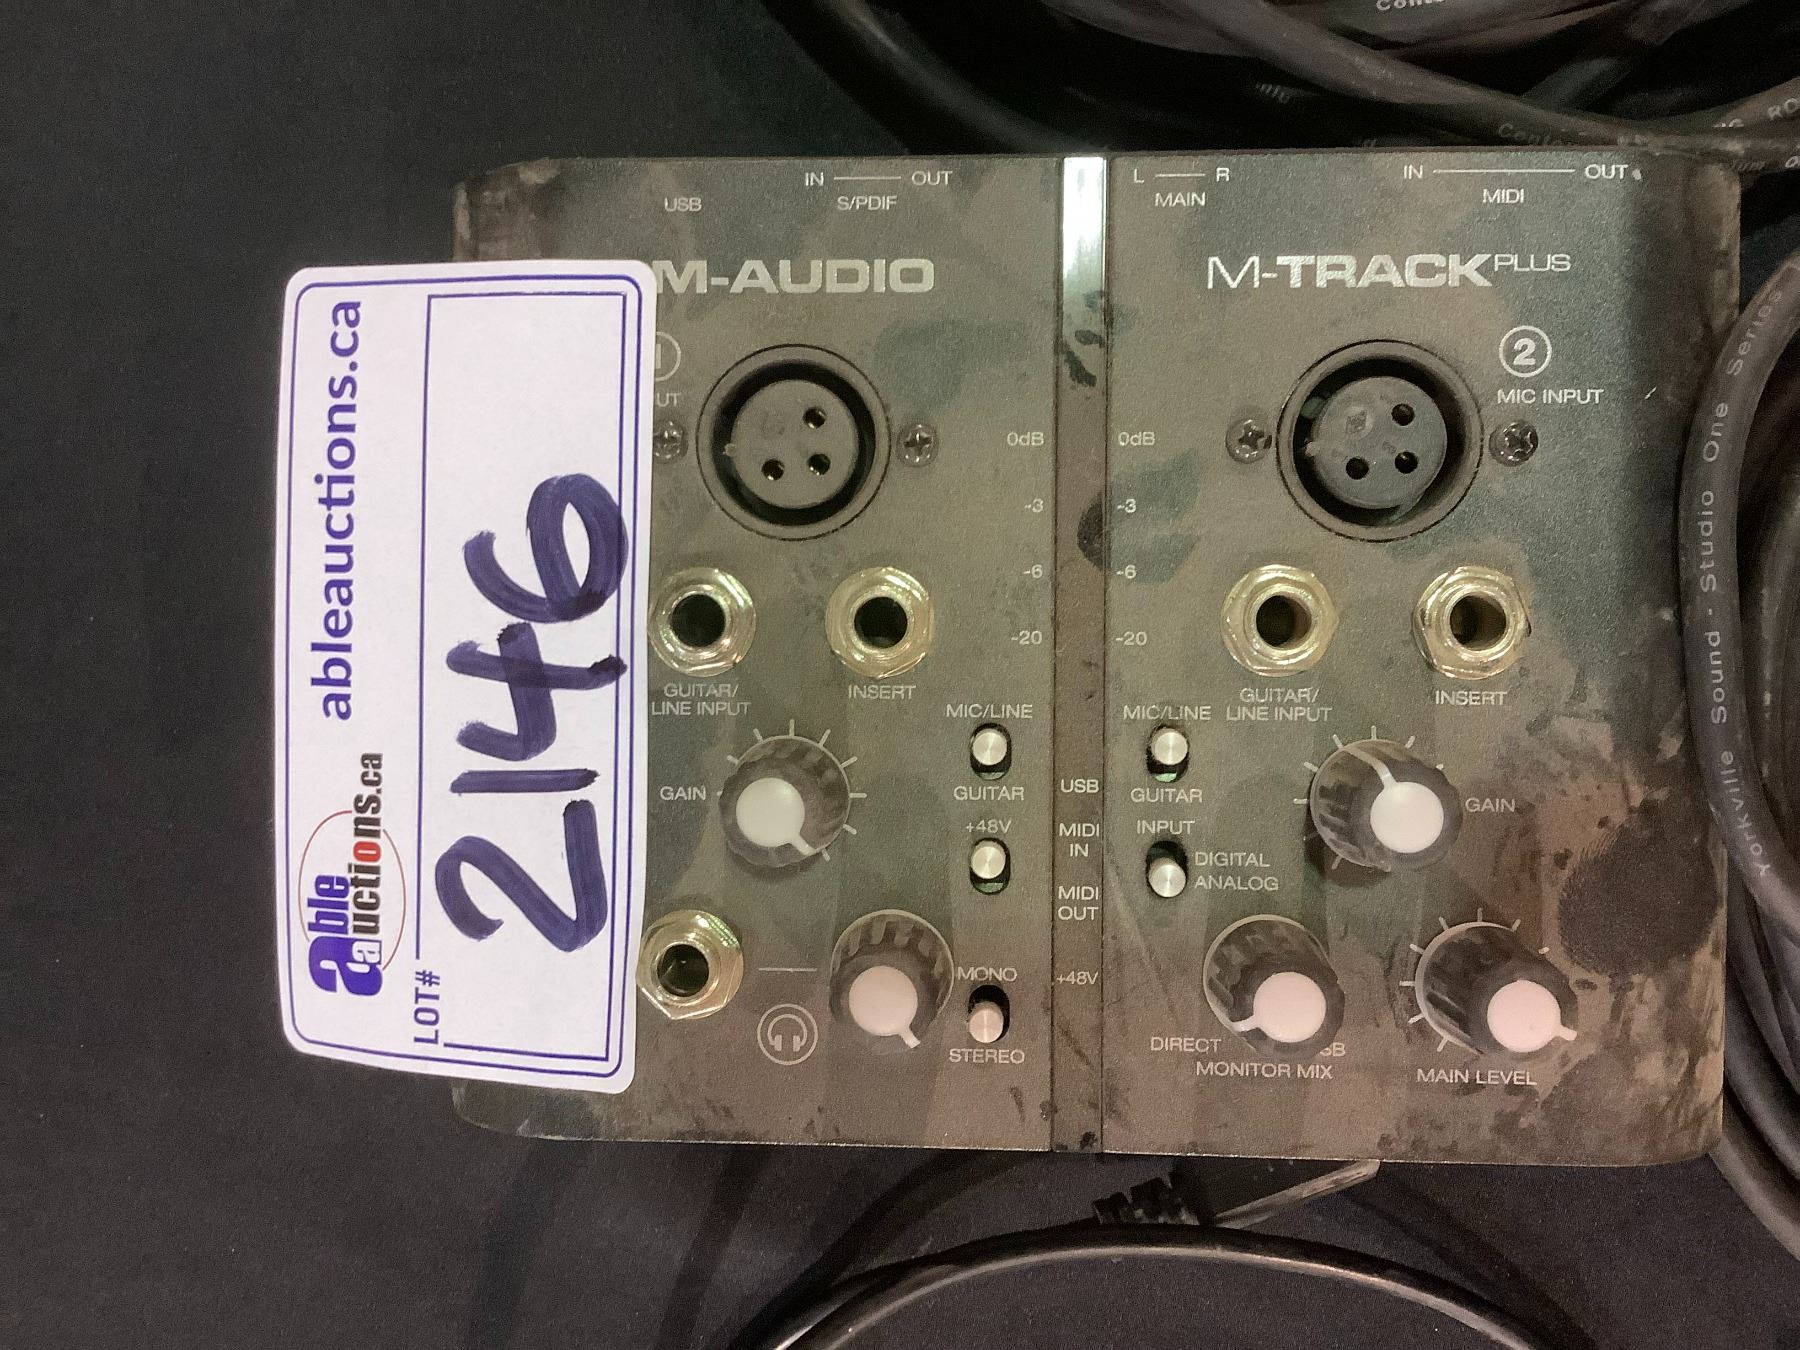 ableauctions.ca
able
auctions.ca
LOT#
2146
USB
IN OUT
S/PDIF
L R
MAIN
IN OUT
MIDI
M-AUDIO
M-TRACK PLUS
1
2
MIC INPUT
0dB
-3
-6
-20
0dB
-3
-6
-20
GUITAR/
LINE INPUT
INSERT
GUITAR/
LINE INPUT
INSERT
MIC/LINE
GUITAR
MIC/LINE
GUITAR
GAIN
GAIN
+48V
USB
MIDI
IN
MIDI
OUT
+48V
INPUT
DIGITAL
ANALOG
MONO
STEREO
DIRECT
MONITOR MIX
MAIN LEVEL
Yorkville Sound - Studio One Series